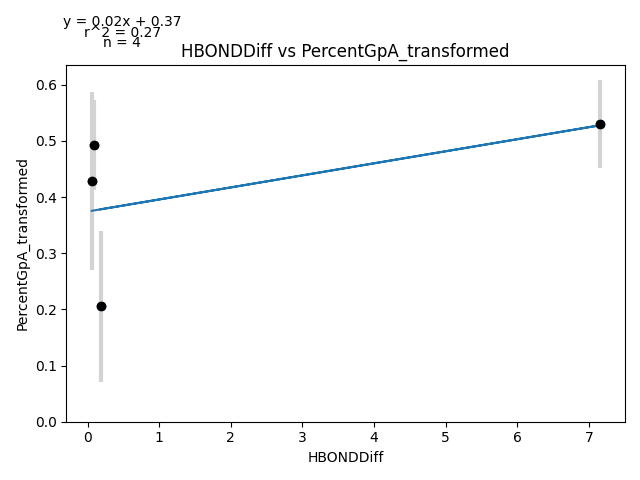 y = 0.02x + 0.37
r^2 = 0.27
n = 4
HBONDDiff vs PercentGpA_transformed
PercentGpA_transformed
0.6
0.5
0.4
0.3
0.2
0.1
0.0
0 1 2 3 4 5 6 7
HBONDDiff